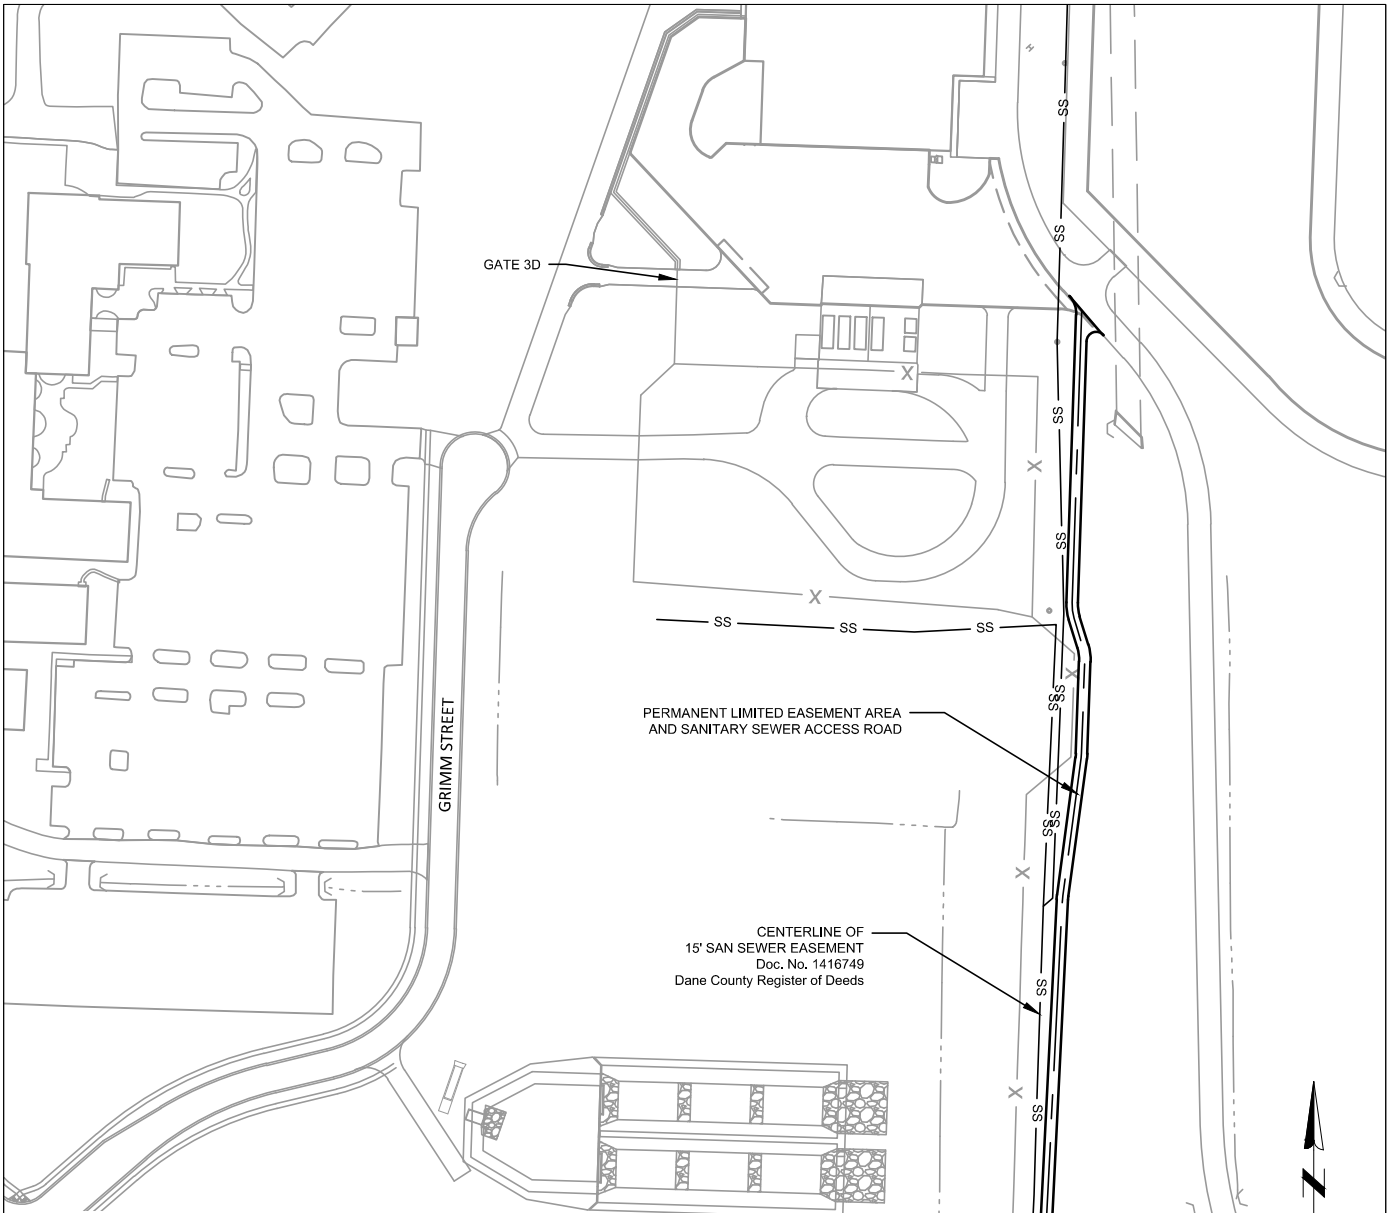 SS
SS
GATE 3D
X
SS
X
SS
X
SS
SS
SS
X
SS
SS
PERMANENT LIMITED EASEMENT AREA
AND SANITARY SEWER ACCESS ROAD
GRIMM STREET
SS
SS
X
CENTERLINE OF
15' SAN SEWER EASEMENT
Doc. No. 1416749
Dane County Register of Deeds
SS
X
SS
N